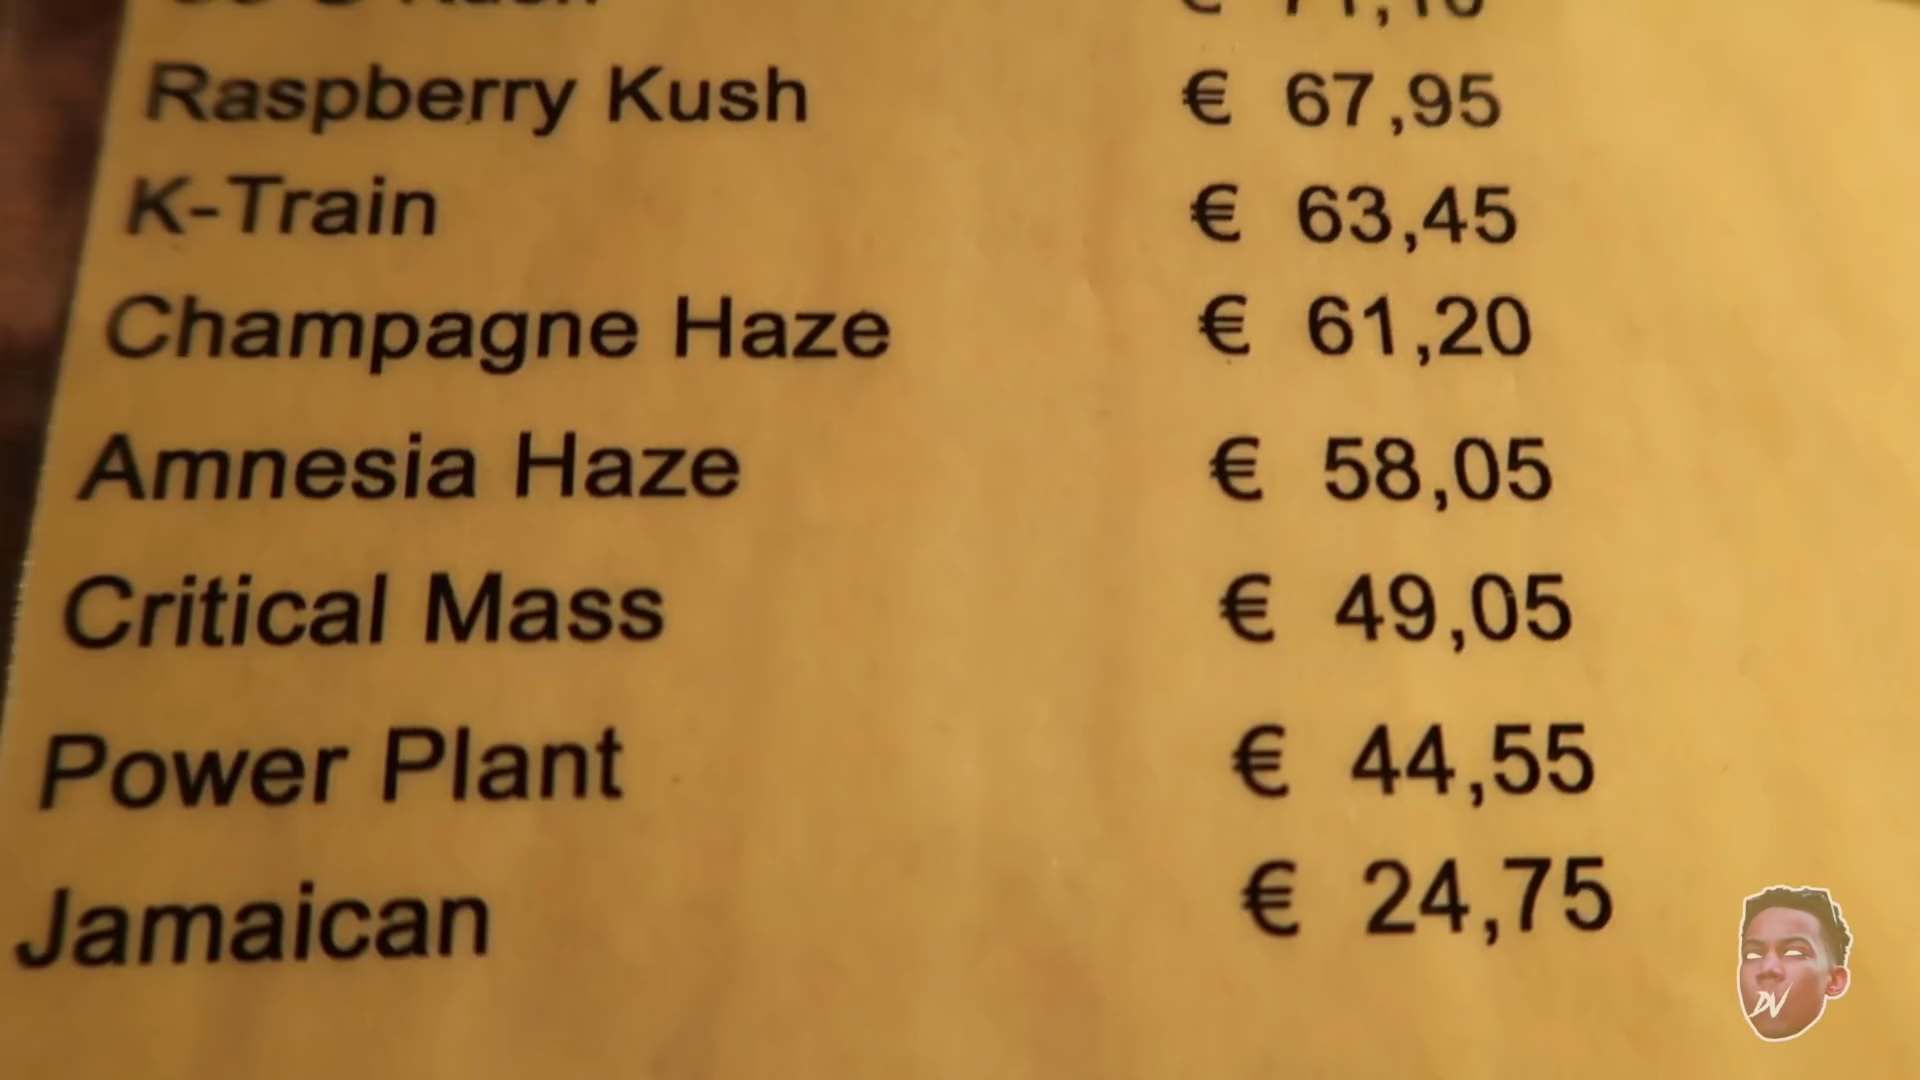 Raspberry Kush € 67,95
K-Train € 63,45
Champagne Haze € 61,20
Amnesia Haze € 58,05
Critical Mass € 49,05
Power Plant € 44,55
Jamaican € 24,75
DV